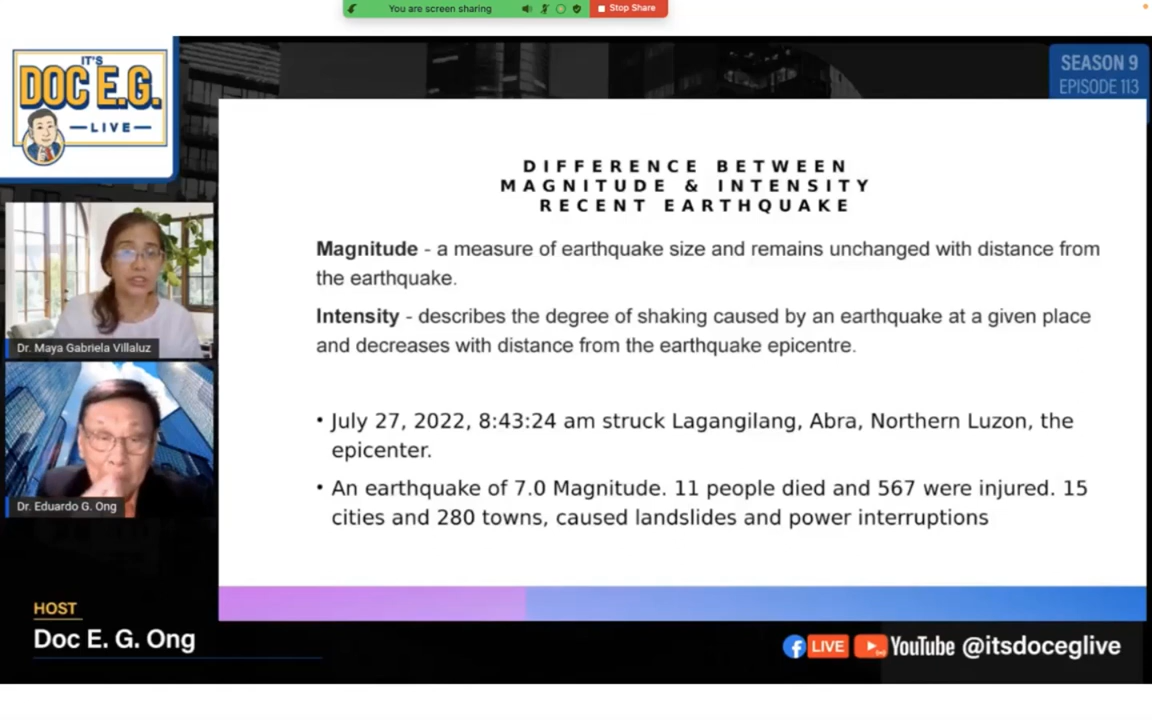 You are screen sharing
Stop Share
IT'S
DOC E.G.
LIVE
SEASON 9
EPISODE 113
DIFFERENCE BETWEEN
MAGNITUDE & INTENSITY
RECENT EARTHQUAKE
Magnitude - a measure of earthquake size and remains unchanged with distance from
the earthquake.
Intensity - describes the degree of shaking caused by an earthquake at a given place
and decreases with distance from the earthquake epicentre.
• July 27, 2022, 8:43:24 am struck Lagangilang, Abra, Northern Luzon, the
epicenter.
• An earthquake of 7.0 Magnitude. 11 people died and 567 were injured. 15
cities and 280 towns, caused landslides and power interruptions
Dr. Maya Gabriela Villaluz
Dr. Eduardo G. Ong
HOST
Doc E. G. Ong
LIVE YouTube @itsdoceglive